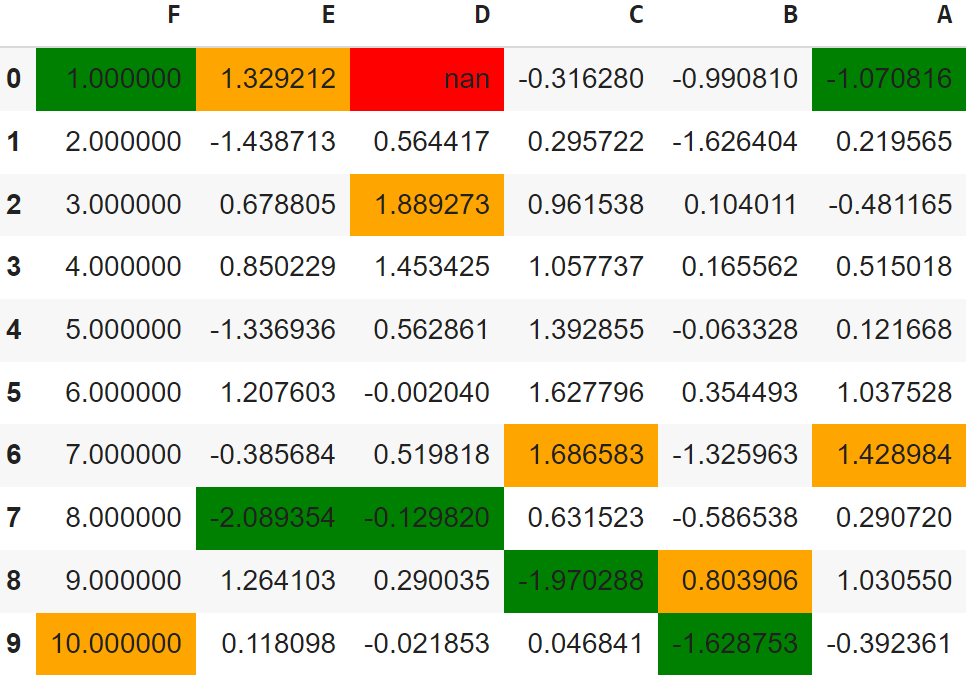 F E D C B A
0 1.000000 1.329212 nan -0.316280 -0.990810 -1.070816
1 2.000000 -1.438713 0.564417 0.295722 -1.626404 0.219565
2 3.000000 0.678805 1.889273 0.961538 0.104011 -0.481165
3 4.000000 0.850229 1.453425 1.057737 0.165562 0.515018
4 5.000000 -1.336936 0.562861 1.392855 -0.063328 0.121668
5 6.000000 1.207603 -0.002040 1.627796 0.354493 1.037528
6 7.000000 -0.385684 0.519818 1.686583 -1.325963 1.428984
7 8.000000 -2.089354 -0.129820 0.631523 -0.586538 0.290720
8 9.000000 1.264103 0.290035 -1.970288 0.803906 1.030550
9 10.000000 0.118098 -0.021853 0.046841 -1.628753 -0.392361